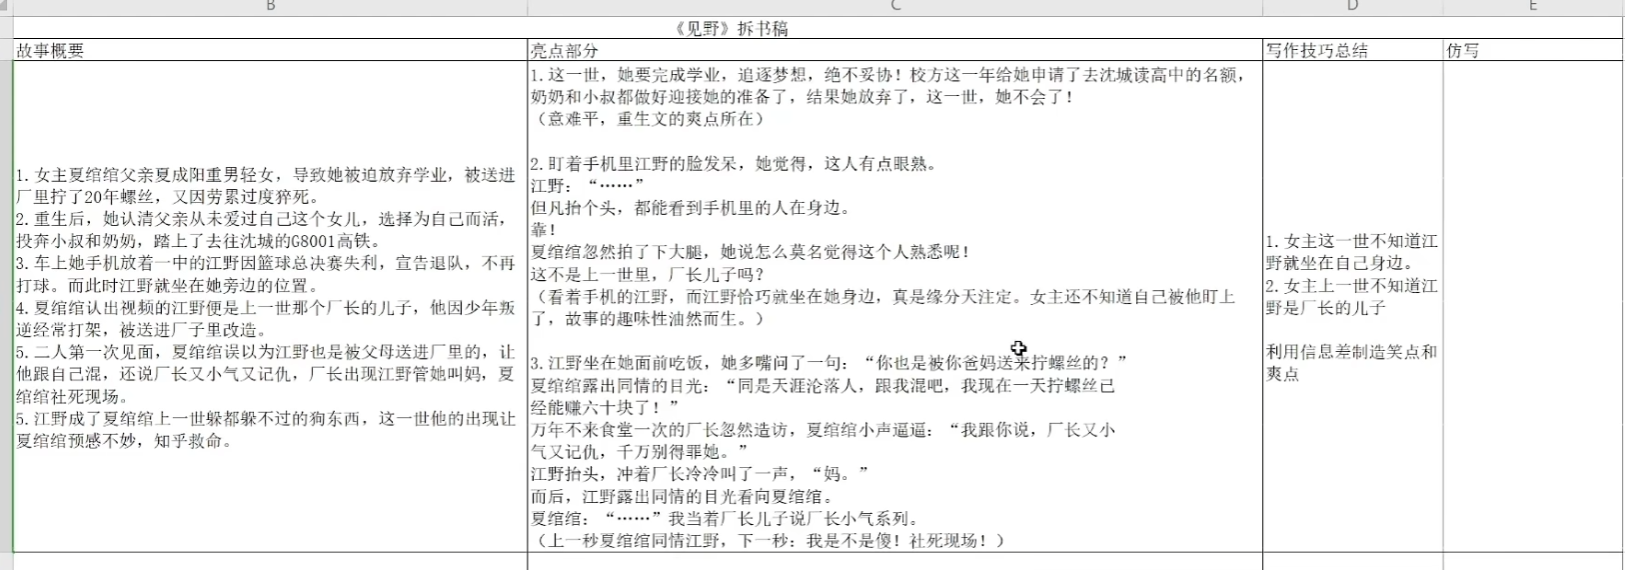 B
C
D
E
《见野》拆书稿
故事概要
亮点部分
写作技巧总结
仿写
1.女主夏绾绾父亲夏成阳重男轻女，导致她被迫放弃学业，被送进
厂里拧了20年螺丝，又因劳累过度猝死。
2.重生后，她认清父亲从未爱过自己这个女儿，选择为自己而活，
投奔小叔和奶奶，踏上了去往沈城的G8001高铁。
3.车上她手机放着一中的江野因篮球总决赛失利，宣告退队，不再
打球。而此时江野就坐在她旁边的位置。
4.夏绾绾认出视频的江野便是上一世那个厂长的儿子，他因少年叛
逆经常打架，被送进厂子里改造。
5.二人第一次见面，夏绾绾误以为江野也是被父母送进厂里的，让
他跟自己混，还说厂长又小气又记仇，厂长出现江野管她叫妈，夏
绾绾社死现场。
5.江野成了夏绾绾上一世躲都躲不过的狗东西，这一世他的出现让
夏绾绾预感不妙，知乎救命。
1.这一世，她要完成学业，追逐梦想，绝不妥协！校方这一年给她申请了去沈城读高中的名额，
奶奶和小叔都做好迎接她的准备了，结果她放弃了，这一世，她不会了！
（意难平，重生文的爽点所在）
2.盯着手机里江野的脸发呆，她觉得，这人有点眼熟。
江野：“……”
但凡抬个头，都能看到手机里的人在身边。
靠！
夏绾绾忽然拍了下大腿，她说怎么莫名觉得这个人熟悉呢！
这不是上一世里，厂长儿子吗？
（看着手机的江野，而江野恰巧就坐在她身边，真是缘分天注定。女主还不知道自己被他盯上
了，故事的趣味性油然而生。）
3.江野坐在她面前吃饭，她多嘴问了一句：“你也是被你爸妈送来拧螺丝的？”
夏绾绾露出同情的目光：“同是天涯沦落人，跟我混吧，我现在一天拧螺丝已
经能赚六十块了！”
万年不来食堂一次的厂长忽然造访，夏绾绾小声逼逼：“我跟你说，厂长又小
气又记仇，千万别得罪她。”
江野抬头，冲着厂长冷冷叫了一声，“妈。”
而后，江野露出同情的目光看向夏绾绾。
夏绾绾：“……”我当着厂长儿子说厂长小气系列。
（上一秒夏绾绾同情江野，下一秒：我是不是傻！社死现场！）
1.女主这一世不知道江
野就坐在自己身边。
2.女主上一世不知道江
野是厂长的儿子
利用信息差制造笑点和
爽点